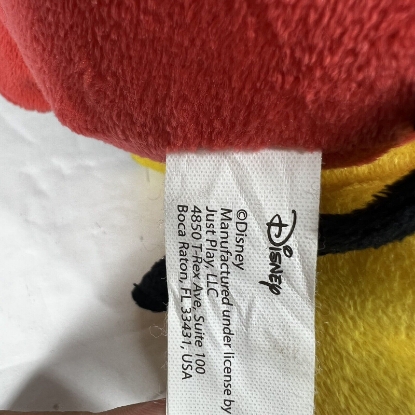 Disney
©Disney
Manufactured under license by
Just Play, LLC
4850 T-Rex Ave, Suite 100
Boca Raton, FL 33431, USA